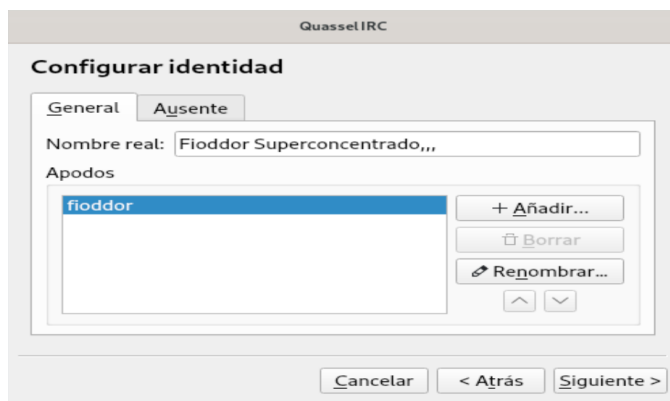 Quassel IRC
Configurar identidad
General Ausente
Nombre real: Fioddor Superconcentrado,,,
Apodos
fioddor
+ Añadir...
Borrar
Renombrar...
Cancelar < Atrás Siguiente >